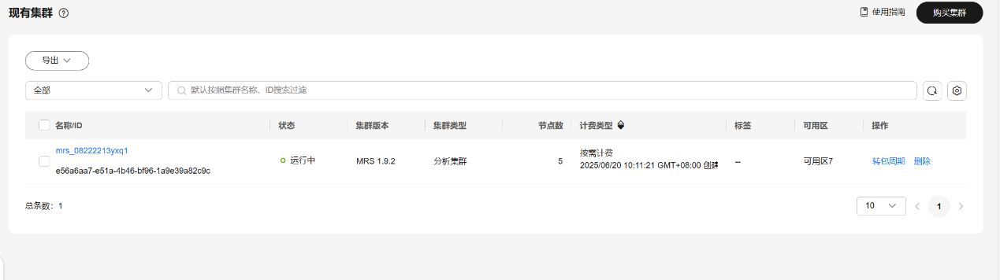 现有集群
使用指南
购买集群
导出
全部
默认按照集群名称、ID搜索过滤
名称/ID 状态 集群版本 集群类型 节点数 计费类型 标签 可用区 操作
mrs_08222213yxq1
e56a6aa7-e51a-4b46-bf96-1a9e39a82c9c
运行中 MRS 1.9.2 分析集群 5
按需计费
2025/06/20 10:11:21 GMT+08:00 创建
-- 可用区7 转包周期 删除
总条数：1
10 1